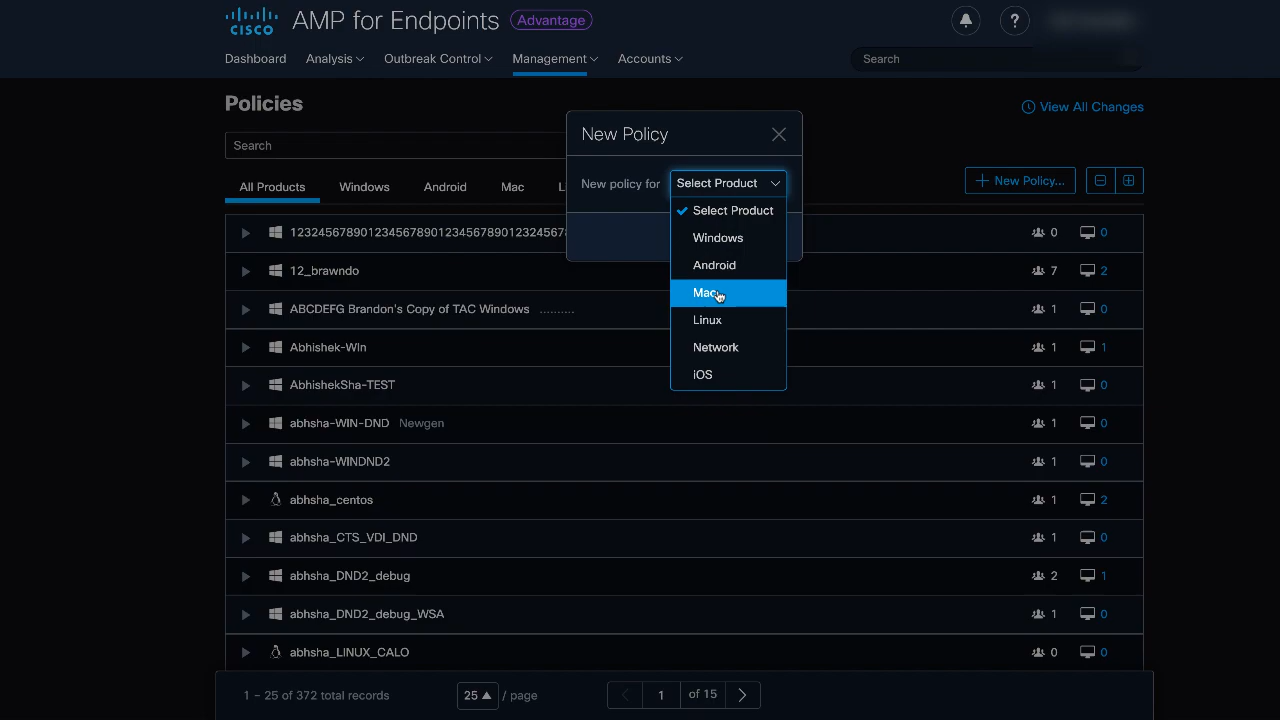 cisco AMP for Endpoints Advantage ?
Dashboard Analysis Outbreak Control Management Accounts Search
Policies View All Changes
Search
All Products Windows Android Mac L + New Policy...
New Policy
New policy for Select Product
Select Product
Windows
Android
Mac
Linux
Network
iOS
0 0
12_brawndo 7 2
ABCDEFG Brandon's Copy of TAC Windows .......... 1 0
Abhishek-Win 1 1
AbhishekSha-TEST 1 0
abhsha-WIN-DND Newgen 1 0
abhsha-WINDND2 1 0
abhsha_centos 1 2
abhsha_CTS_VDI_DND 1 0
abhsha_DND2_debug 2 1
abhsha_DND2_debug_WSA 1 0
abhsha_LINUX_CALO 0 0
1 – 25 of 372 total records 25 / page 1 of 15